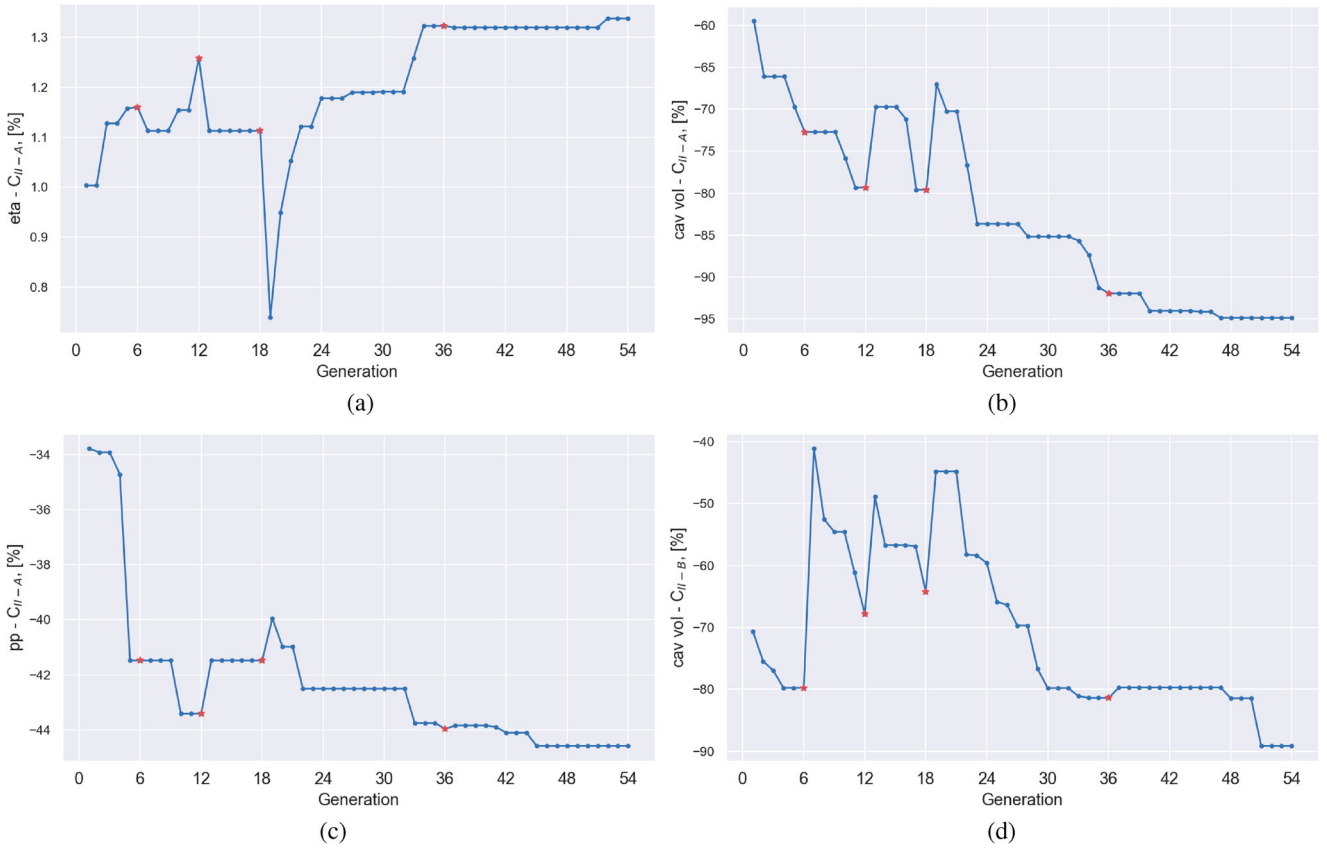 1.3
1.2
1.1
1.0
0.9
0.8
eta - C_{II-A}, [%]
0 6 12 18 24 30 36 42 48 54
Generation
(a)
−60
−65
−70
−75
−80
−85
−90
−95
cav vol - C_{II-A}, [%]
0 6 12 18 24 30 36 42 48 54
Generation
(b)
−34
−36
−38
−40
−42
−44
pp - C_{II-A}, [%]
0 6 12 18 24 30 36 42 48 54
Generation
(c)
−40
−50
−60
−70
−80
−90
cav vol - C_{II-B}, [%]
0 6 12 18 24 30 36 42 48 54
Generation
(d)